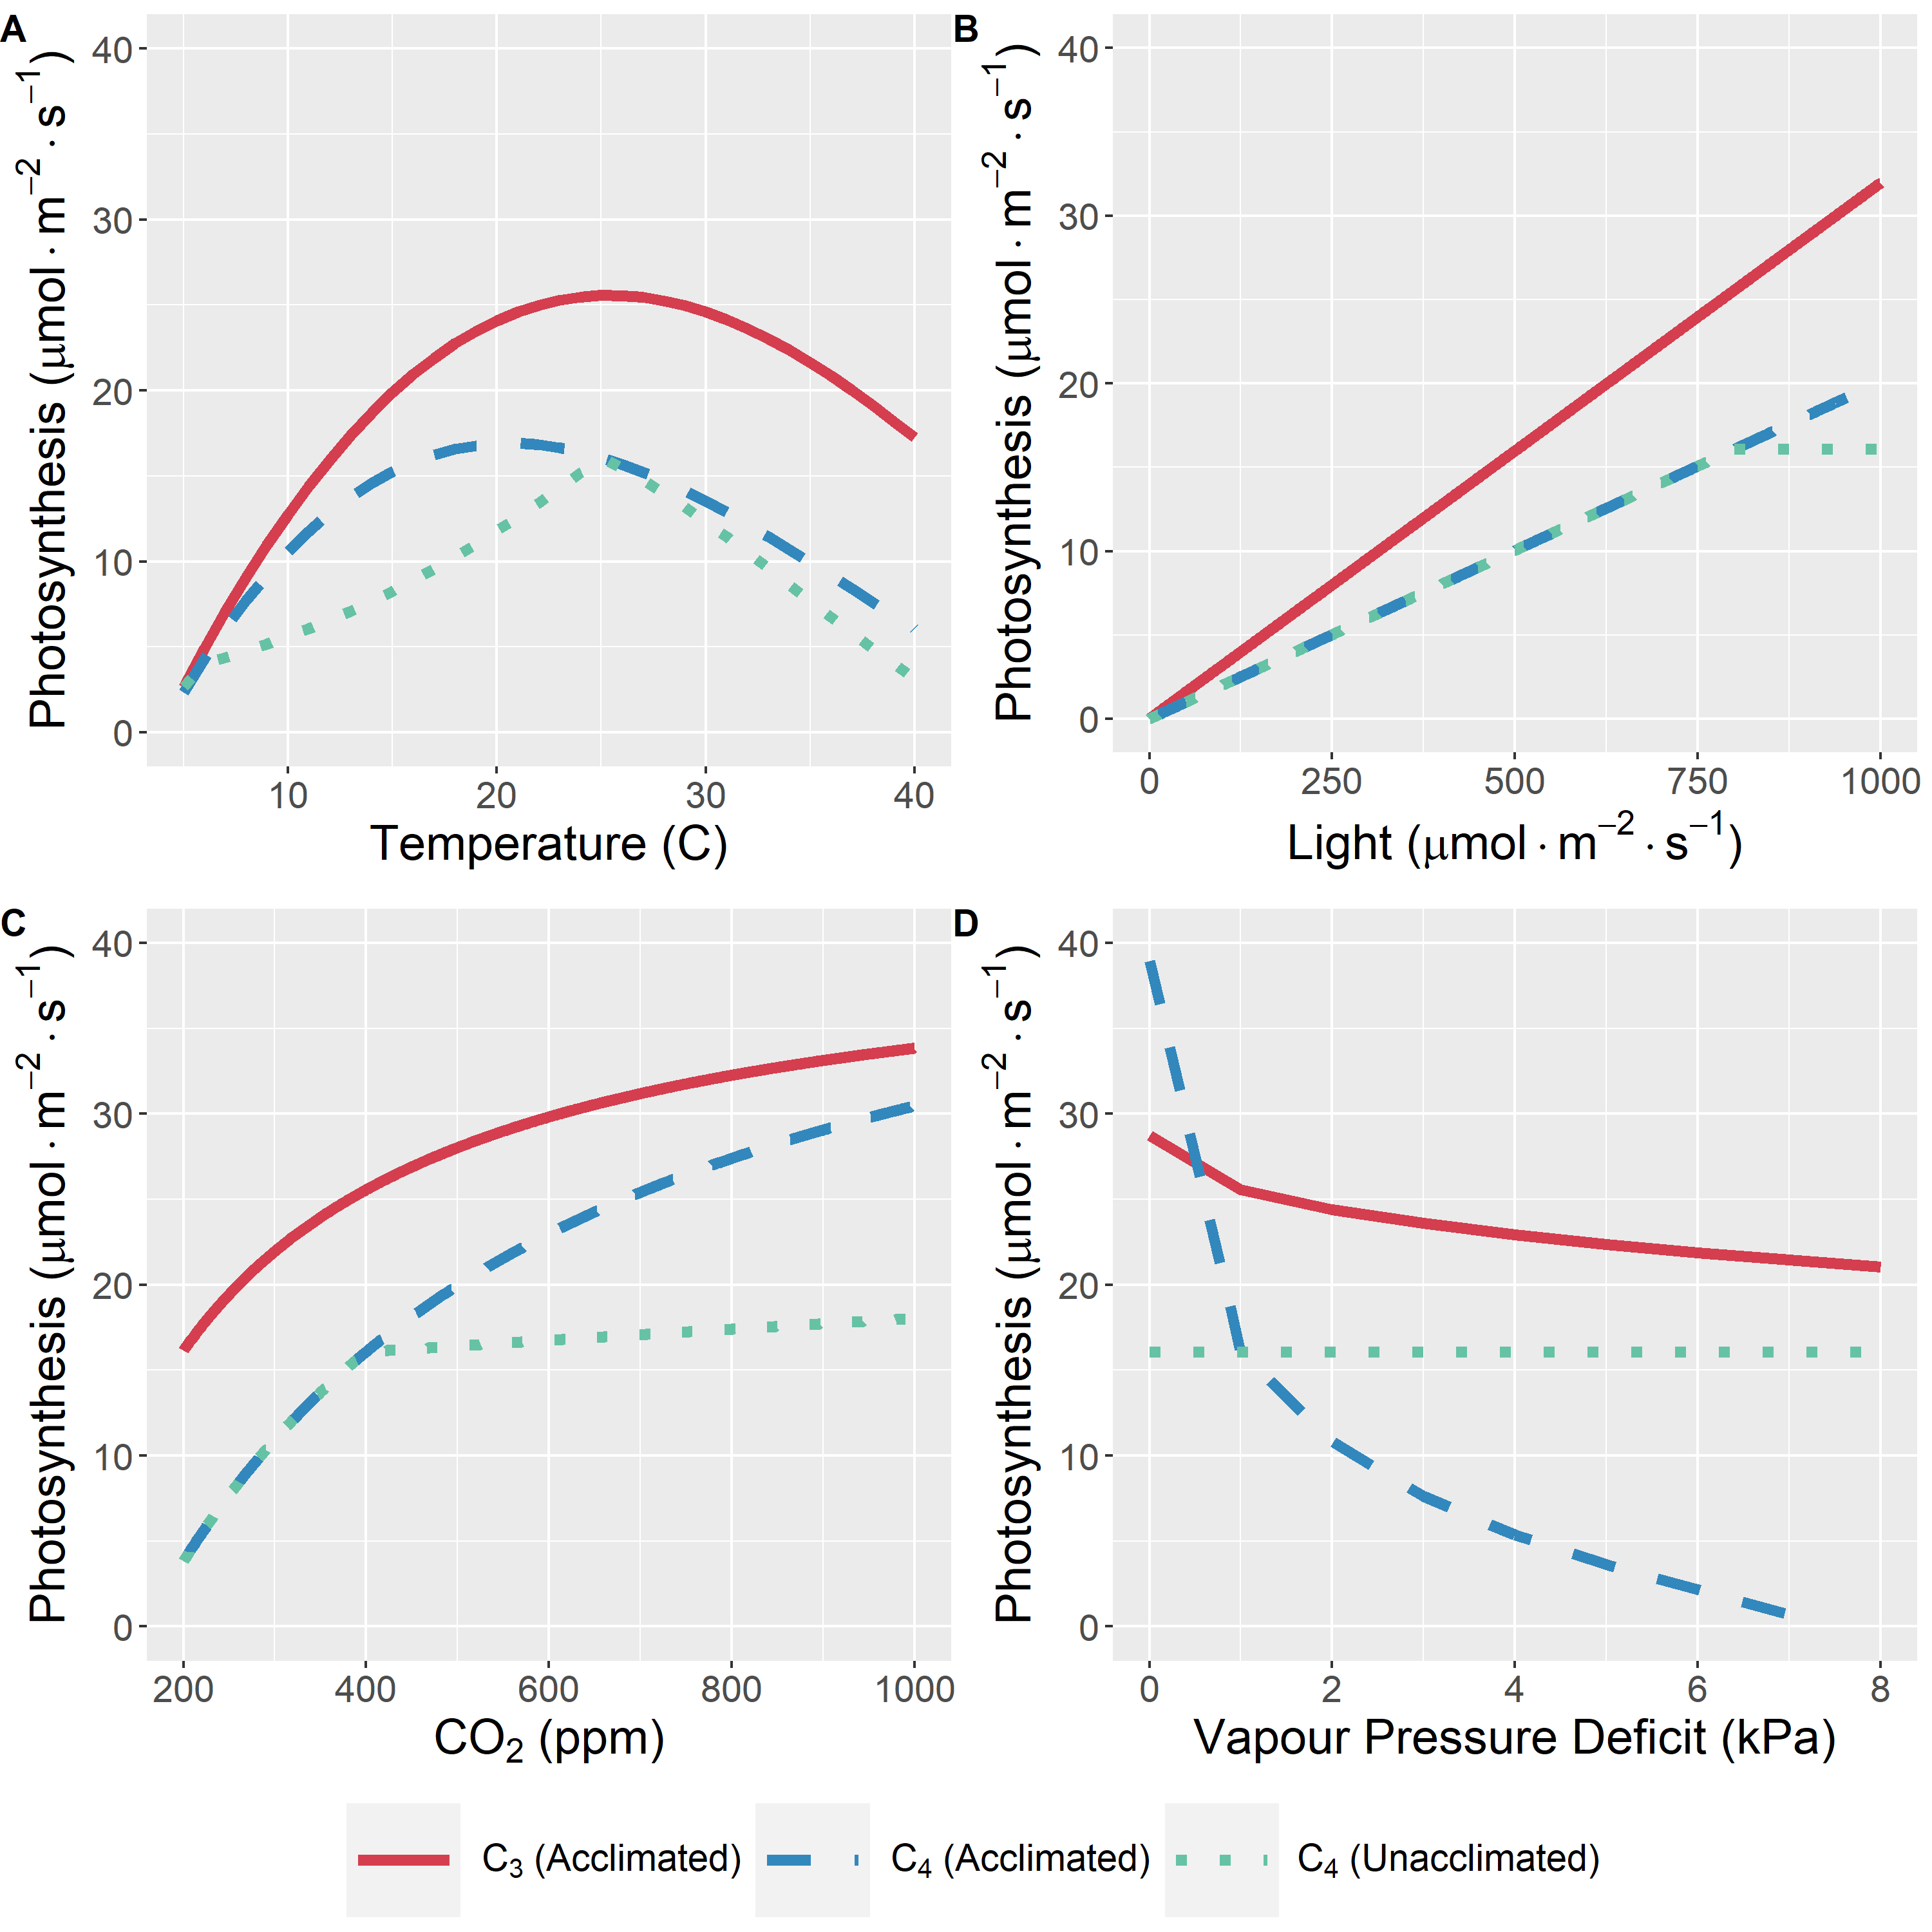 A
Photosynthesis (μmol · m⁻² · s⁻¹)
40
30
20
10
0
10 20 30 40
Temperature (C)
B
Photosynthesis (μmol · m⁻² · s⁻¹)
40
30
20
10
0
0 250 500 750 1000
Light (μmol · m⁻² · s⁻¹)
C
Photosynthesis (μmol · m⁻² · s⁻¹)
40
30
20
10
0
200 400 600 800 1000
CO₂ (ppm)
D
Photosynthesis (μmol · m⁻² · s⁻¹)
40
30
20
10
0
0 2 4 6 8
Vapour Pressure Deficit (kPa)
C₃ (Acclimated) C₄ (Acclimated) C₄ (Unacclimated)